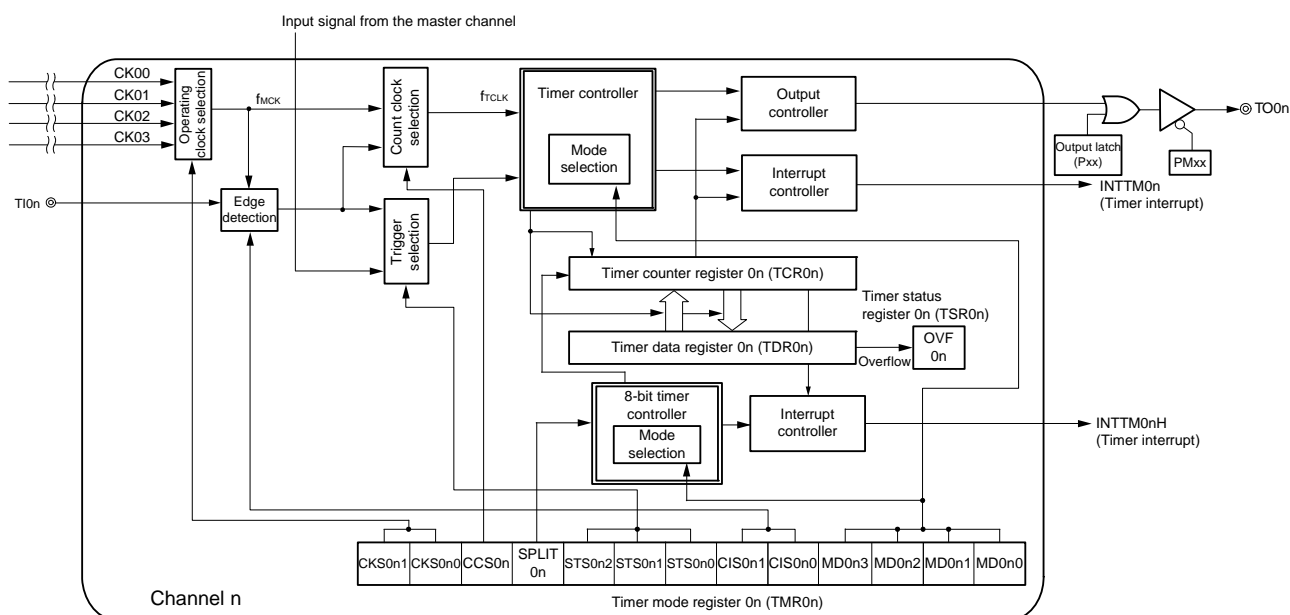 Input signal from the master channel
CK00
CK01
CK02
CK03
Operating
clock selection
fMCK
Count clock
selection
fTCLK
Timer controller
Mode
selection
Output
controller
TO0n
Output latch
(Pxx)
PMxx
Interrupt
controller
INTTM0n
(Timer interrupt)
TI0n
Edge
detection
Trigger
selection
Timer counter register 0n (TCR0n)
Timer status
register 0n (TSR0n)
Timer data register 0n (TDR0n)
Overflow
OVF
0n
8-bit timer
controller
Mode
selection
Interrupt
controller
INTTM0nH
(Timer interrupt)
CKS0n1
CKS0n0
CCS0n
SPLIT
0n
STS0n2
STS0n1
STS0n0
CIS0n1
CIS0n0
MD0n3
MD0n2
MD0n1
MD0n0
Channel n
Timer mode register 0n (TMR0n)